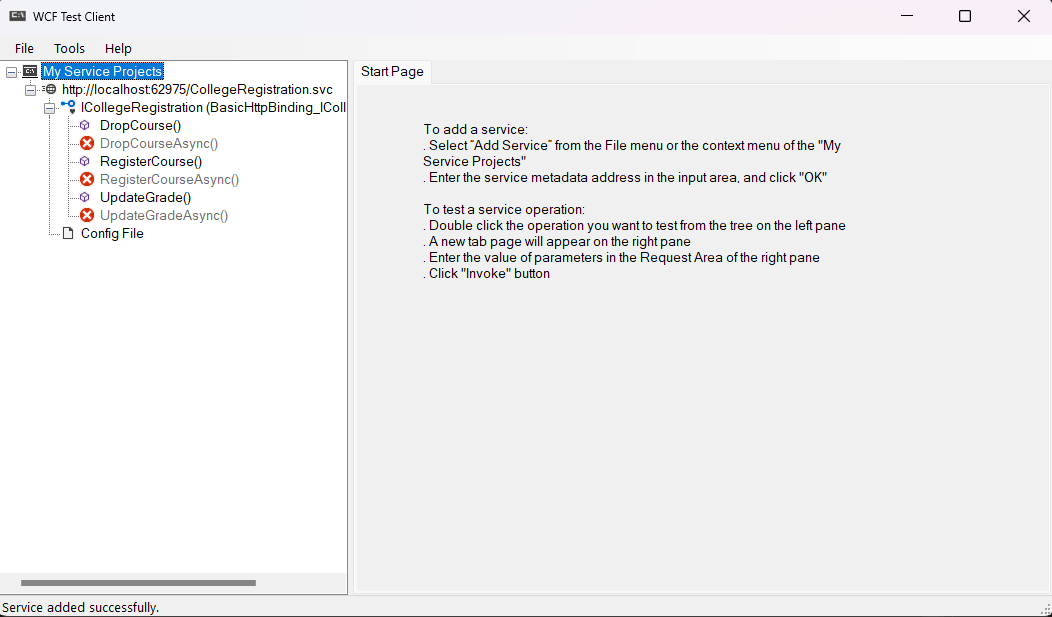 WCF Test Client
File Tools Help
My Service Projects
http://localhost:62975/CollegeRegistration.svc
ICollegeRegistration (BasicHttpBinding_IColl
DropCourse()
DropCourseAsync()
RegisterCourse()
RegisterCourseAsync()
UpdateGrade()
UpdateGradeAsync()
Config File
Start Page
To add a service:
. Select "Add Service" from the File menu or the context menu of the "My
Service Projects"
. Enter the service metadata address in the input area, and click "OK"
To test a service operation:
. Double click the operation you want to test from the tree on the left pane
. A new tab page will appear on the right pane
. Enter the value of parameters in the Request Area of the right pane
. Click "Invoke" button
Service added successfully.